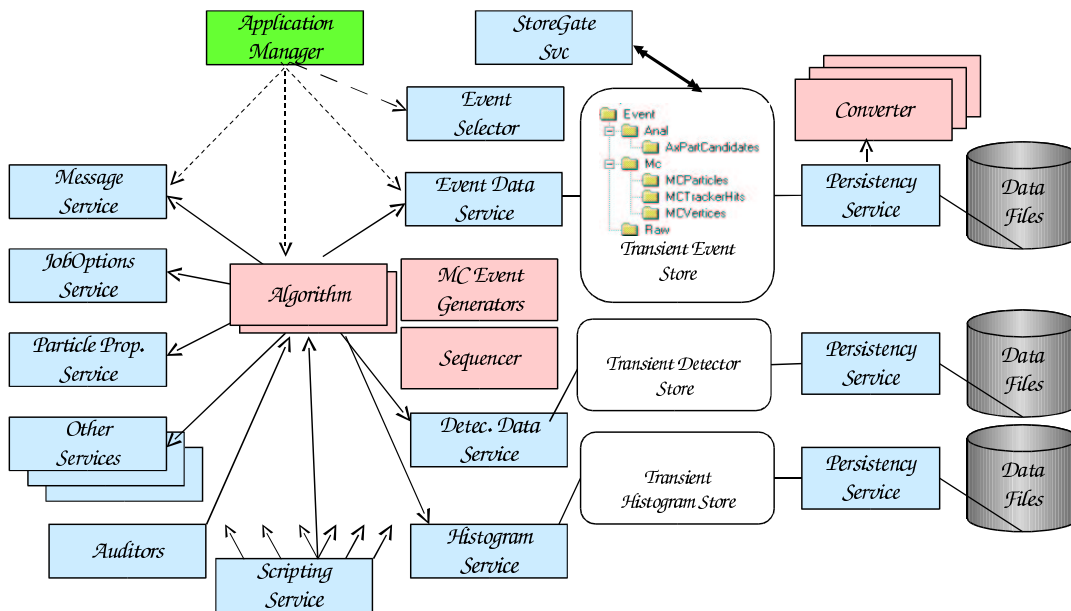 Application
Manager
StoreGate
Svc
Event
Selector
Converter
Event
Anal
AxPartCandidates
Mc
MCParticles
MCTrackerHits
MCVertices
Raw
Transient Event
Store
Message
Service
Event Data
Service
Persistency
Service
Data
Files
JobOptions
Service
Algorithm
MC Event
Generators
Particle Prop.
Service
Sequencer
Transient Detector
Store
Persistency
Service
Data
Files
Other
Services
Detec. Data
Service
Transient
Histogram Store
Persistency
Service
Data
Files
Auditors
Scripting
Service
Histogram
Service